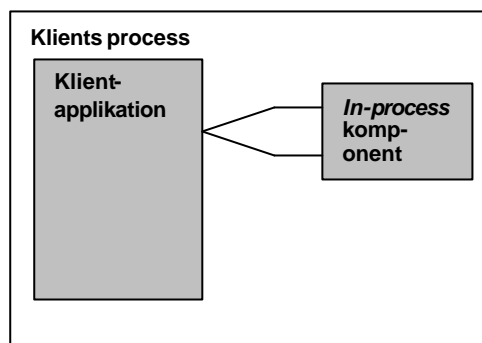 Klients process
Klient-
applikation
In-process
komp-
onent